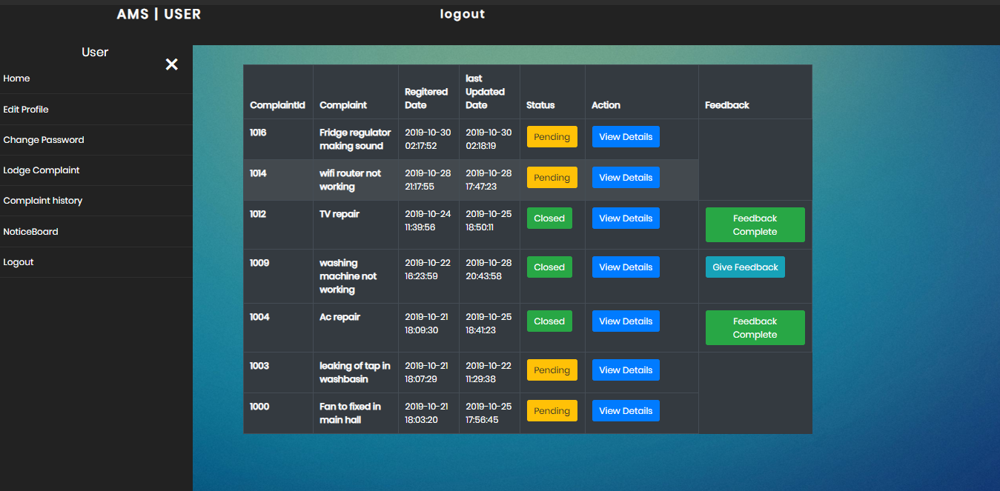 AMS | USER
logout
User
×
Home
Edit Profile
Change Password
Lodge Complaint
Complaint history
NoticeBoard
Logout
ComplaintId Complaint Regitered Date last Updated Date Status Action Feedback
1016 Fridge regulator making sound 2019-10-30 02:17:52 2019-10-30 02:18:19 Pending View Details
1014 wifi router not working 2019-10-28 21:17:55 2019-10-28 17:47:23 Pending View Details
1012 TV repair 2019-10-24 11:39:56 2019-10-25 18:50:11 Closed View Details Feedback Complete
1009 washing machine not working 2019-10-22 16:23:59 2019-10-28 20:43:58 Closed View Details Give Feedback
1004 Ac repair 2019-10-21 18:09:30 2019-10-25 18:41:23 Closed View Details Feedback Complete
1003 leaking of tap in washbasin 2019-10-21 18:07:29 2019-10-22 11:29:38 Pending View Details
1000 Fan to fixed in main hall 2019-10-21 18:03:20 2019-10-25 17:56:45 Pending View Details